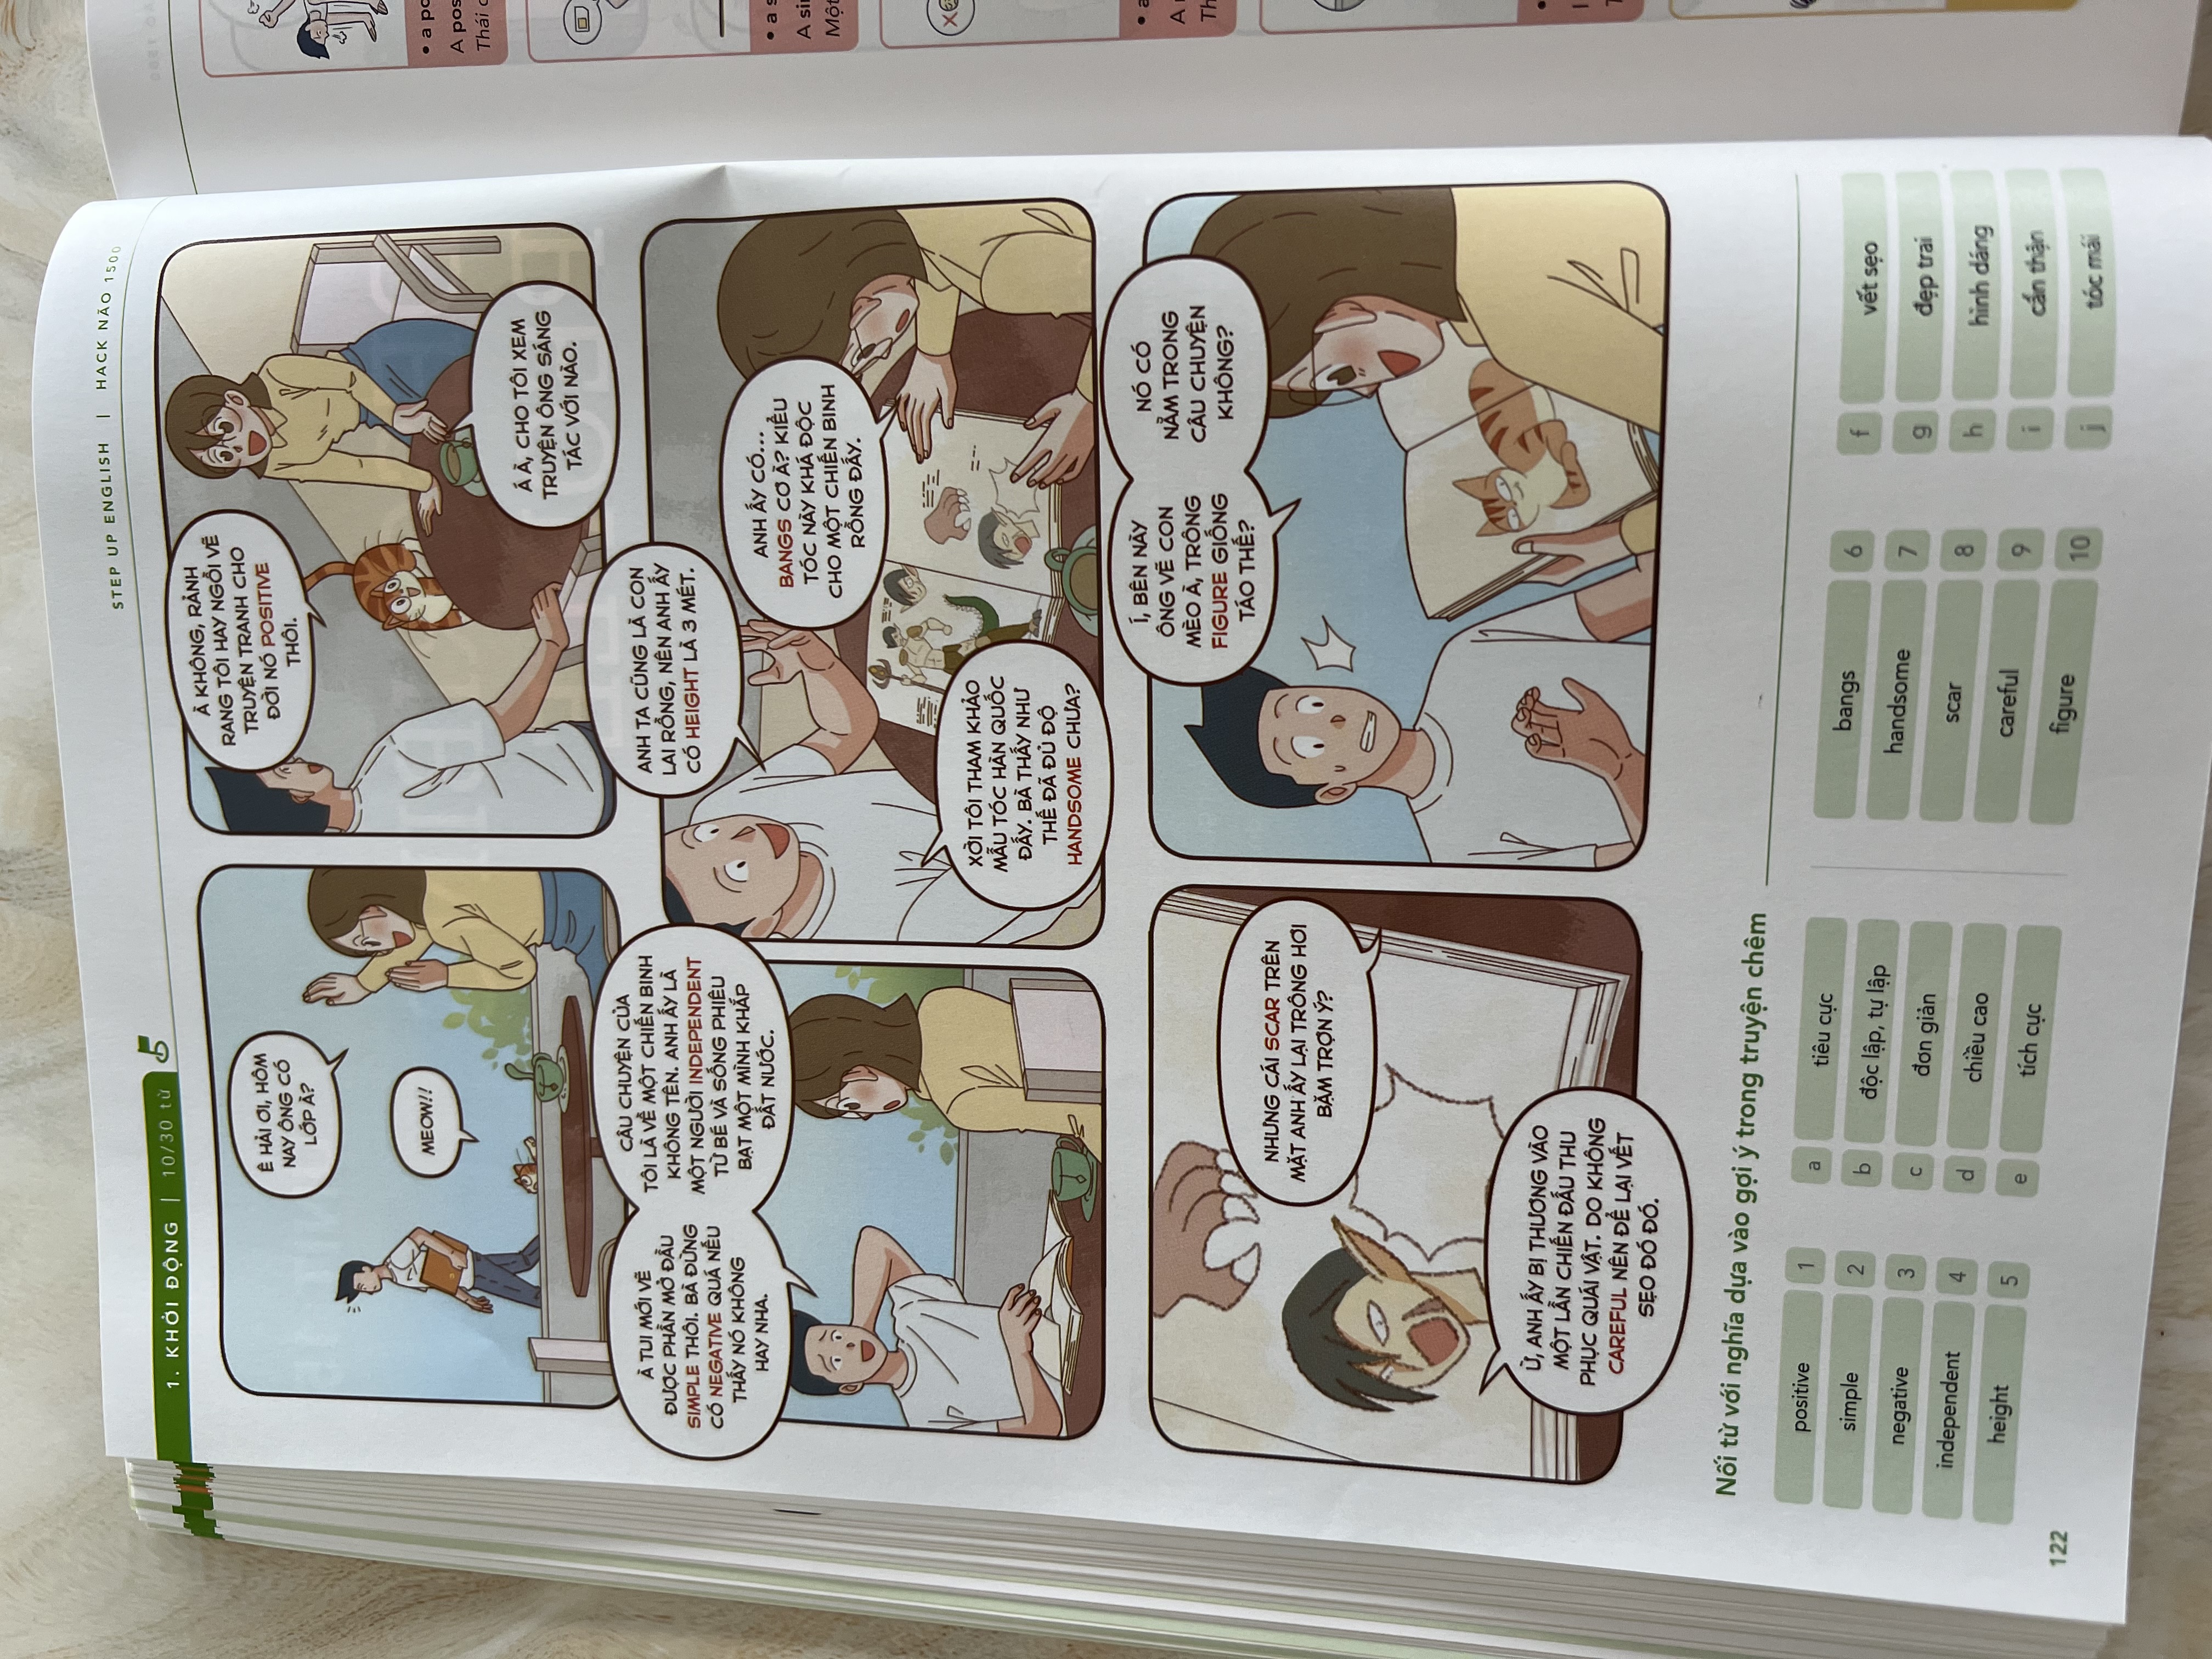 STEP UP ENGLISH | HACK NÃO 1500
1. KHỞI ĐỘNG | 10/30 từ
Ê HẢI ƠI, HÔM
NAY ÔNG CÓ
LỚP À?
MEOW!!
À KHÔNG, RẢNH
RANG TÔI HAY NGỒI VẼ
TRUYỆN TRANH CHO
ĐỜI NÓ POSITIVE
THÔI.
Á À, CHO TÔI XEM
TRUYỆN ÔNG SÁNG
TÁC VỚI NÀO.
À TUI MỚI VẼ
ĐƯỢC PHẦN MỞ ĐẦU
SIMPLE THÔI. BÀ ĐỪNG
CÓ NEGATIVE QUÁ NẾU
THẤY NÓ KHÔNG
HAY NHA.
CÂU CHUYỆN CỦA
TÔI LÀ VỀ MỘT CHIẾN BINH
KHÔNG TÊN. ANH ẤY LÀ
MỘT NGƯỜI INDEPENDENT
TỪ BÉ VÀ SỐNG PHIÊU
BẠT MỘT MÌNH KHẮP
ĐẤT NƯỚC.
ANH TA CŨNG LÀ CON
LAI RỒNG, NÊN ANH ẤY
CÓ HEIGHT LÀ 3 MÉT.
ANH ẤY CÓ...
BANGS CƠ À? KIỂU
TÓC NÀY KHÁ ĐỘC
CHO MỘT CHIẾN BINH
RỒNG ĐẤY.
XỜI TÔI THAM KHẢO
MẪU TÓC HÀN QUỐC
ĐẤY. BÀ THẤY NHƯ
THẾ ĐÃ ĐỦ ĐỘ
HANDSOME CHƯA?
NHƯNG CÁI SCAR TRÊN
MẶT ANH ẤY LẠI TRÔNG HƠI
BẶM TRỢN Ý?
Ừ, ANH ẤY BỊ THƯƠNG VÀO
MỘT LẦN CHIẾN ĐẤU THU
PHỤC QUÁI VẬT. DO KHÔNG
CAREFUL NÊN ĐỂ LẠI VẾT
SẸO ĐÓ ĐÓ.
Í, BÊN NÀY
ÔNG VẼ CON
MÈO À, TRÔNG
FIGURE GIỐNG
TÁO THẾ?
NÓ CÓ
NẰM TRONG
CÂU CHUYỆN
KHÔNG?
Nối từ với nghĩa dựa vào gợi ý trong truyện chêm
positive 1
simple 2
negative 3
independent 4
height 5
a tiêu cực
b độc lập, tự lập
c đơn giản
d chiều cao
e tích cực
bangs 6
handsome 7
scar 8
careful 9
figure 10
f vết sẹo
g đẹp trai
h hình dáng
i cẩn thận
j tóc mái
122
• a po
A pos
Thái
• a s
A si
Một